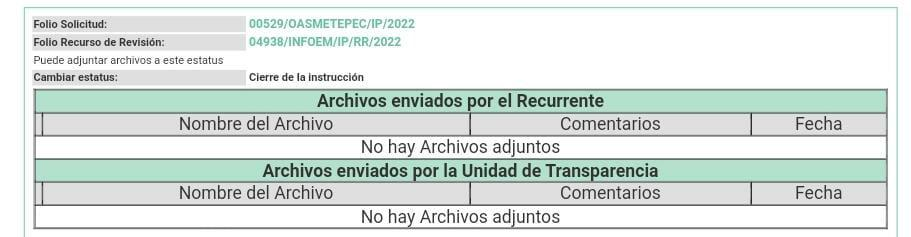 Folio Solicitud: 00529/OASMETEPEC/IP/2022
Folio Recurso de Revisión: 04938/INFOEM/IP/RR/2022
Puede adjuntar archivos a este estatus
Cambiar estatus: Cierre de la instrucción
Archivos enviados por el Recurrente
Nombre del Archivo Comentarios Fecha
No hay Archivos adjuntos
Archivos enviados por la Unidad de Transparencia
Nombre del Archivo Comentarios Fecha
No hay Archivos adjuntos